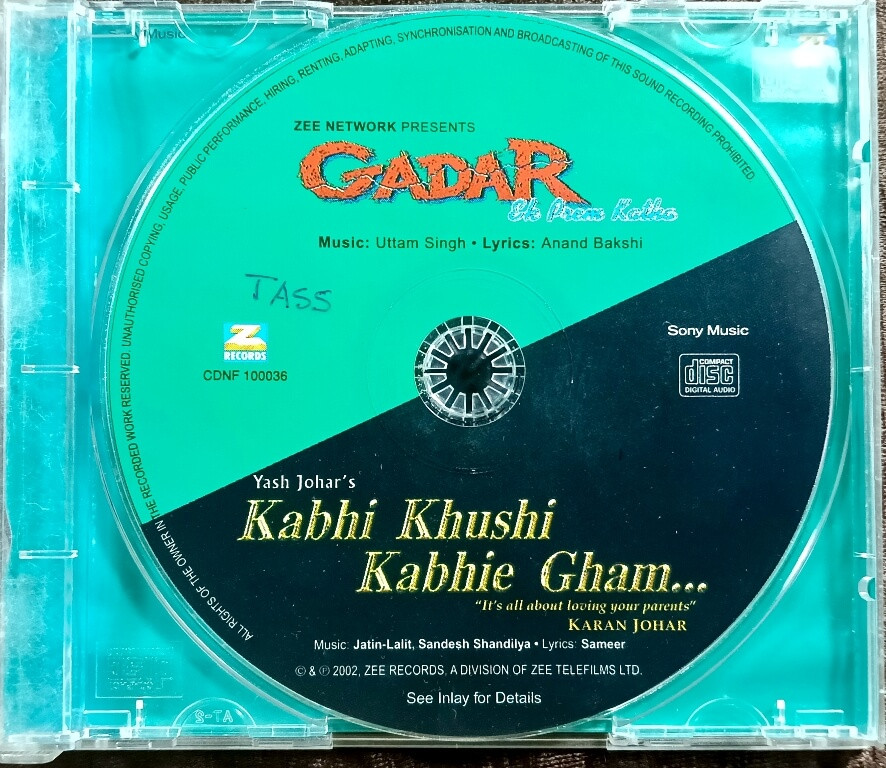 Music
ALL RIGHTS OF THE OWNER IN THE RECORDED WORK RESERVED. UNAUTHORISED COPYING, USAGE, PUBLIC PERFORMANCE, HIRING, RENTING, ADAPTING, SYNCHRONISATION AND BROADCASTING OF THIS SOUND RECORDING PROHIBITED.
ZEE NETWORK PRESENTS
GADAR
Ek Prem Katha
Music: Uttam Singh • Lyrics: Anand Bakshi
TASS
Z
RECORDS
CDNF 100036
Sony Music
COMPACT
disc
DIGITAL AUDIO
Yash Johar's
Kabhi Khushi
Kabhie Gham...
"It's all about loving your parents"
KARAN JOHAR
Music: Jatin-Lalit, Sandesh Shandilya • Lyrics: Sameer
© & ℗ 2002, ZEE RECORDS, A DIVISION OF ZEE TELEFILMS LTD.
See Inlay for Details
AT-2